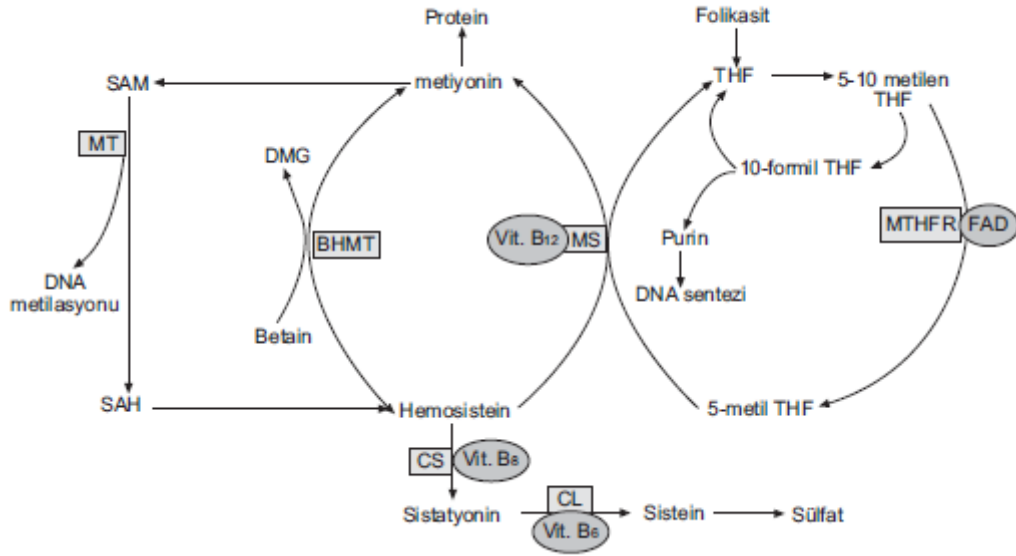 Protein
Folikasit
SAM
metiyonin
THF
5-10 metilen
THF
MT
DMG
10-formil THF
BHMT
Vit. B12
MS
Purin
MTHFR
FAD
DNA
metilasyonu
DNA sentezi
Betain
SAH
Hemosistein
5-metil THF
CS
Vit. B8
CL
Sistatyonin
Sistein
Sülfat
Vit. B6